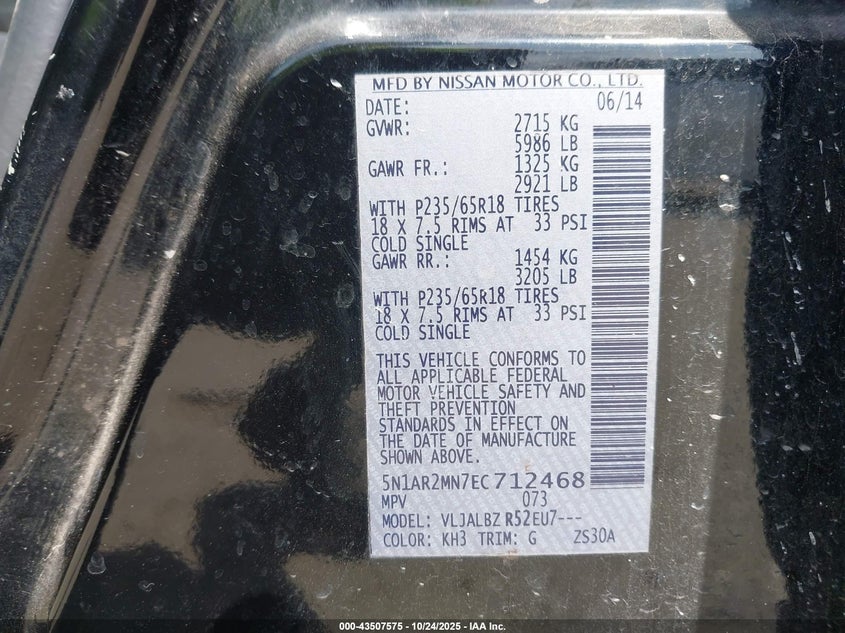 MFD BY NISSAN MOTOR CO., LTD.
DATE: 06/14
GVWR: 2715 KG
5986 LB
GAWR FR.: 1325 KG
2921 LB
WITH P235/65R18 TIRES
18 X 7.5 RIMS AT 33 PSI
COLD SINGLE
GAWR RR.: 1454 KG
3205 LB
WITH P235/65R18 TIRES
18 X 7.5 RIMS AT 33 PSI
COLD SINGLE
THIS VEHICLE CONFORMS TO
ALL APPLICABLE FEDERAL
MOTOR VEHICLE SAFETY AND
THEFT PREVENTION
STANDARDS IN EFFECT ON
THE DATE OF MANUFACTURE
SHOWN ABOVE.
5N1AR2MN7EC712468
MPV 073
MODEL: VLJALBZ R52EU7---
COLOR: KH3 TRIM: G ZS30A
000-43507575 - 10/24/2025 - IAA Inc.